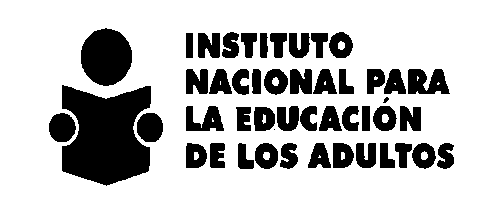 INSTITUTO
NACIONAL PARA
LA EDUCACIÓN
DE LOS ADULTOS